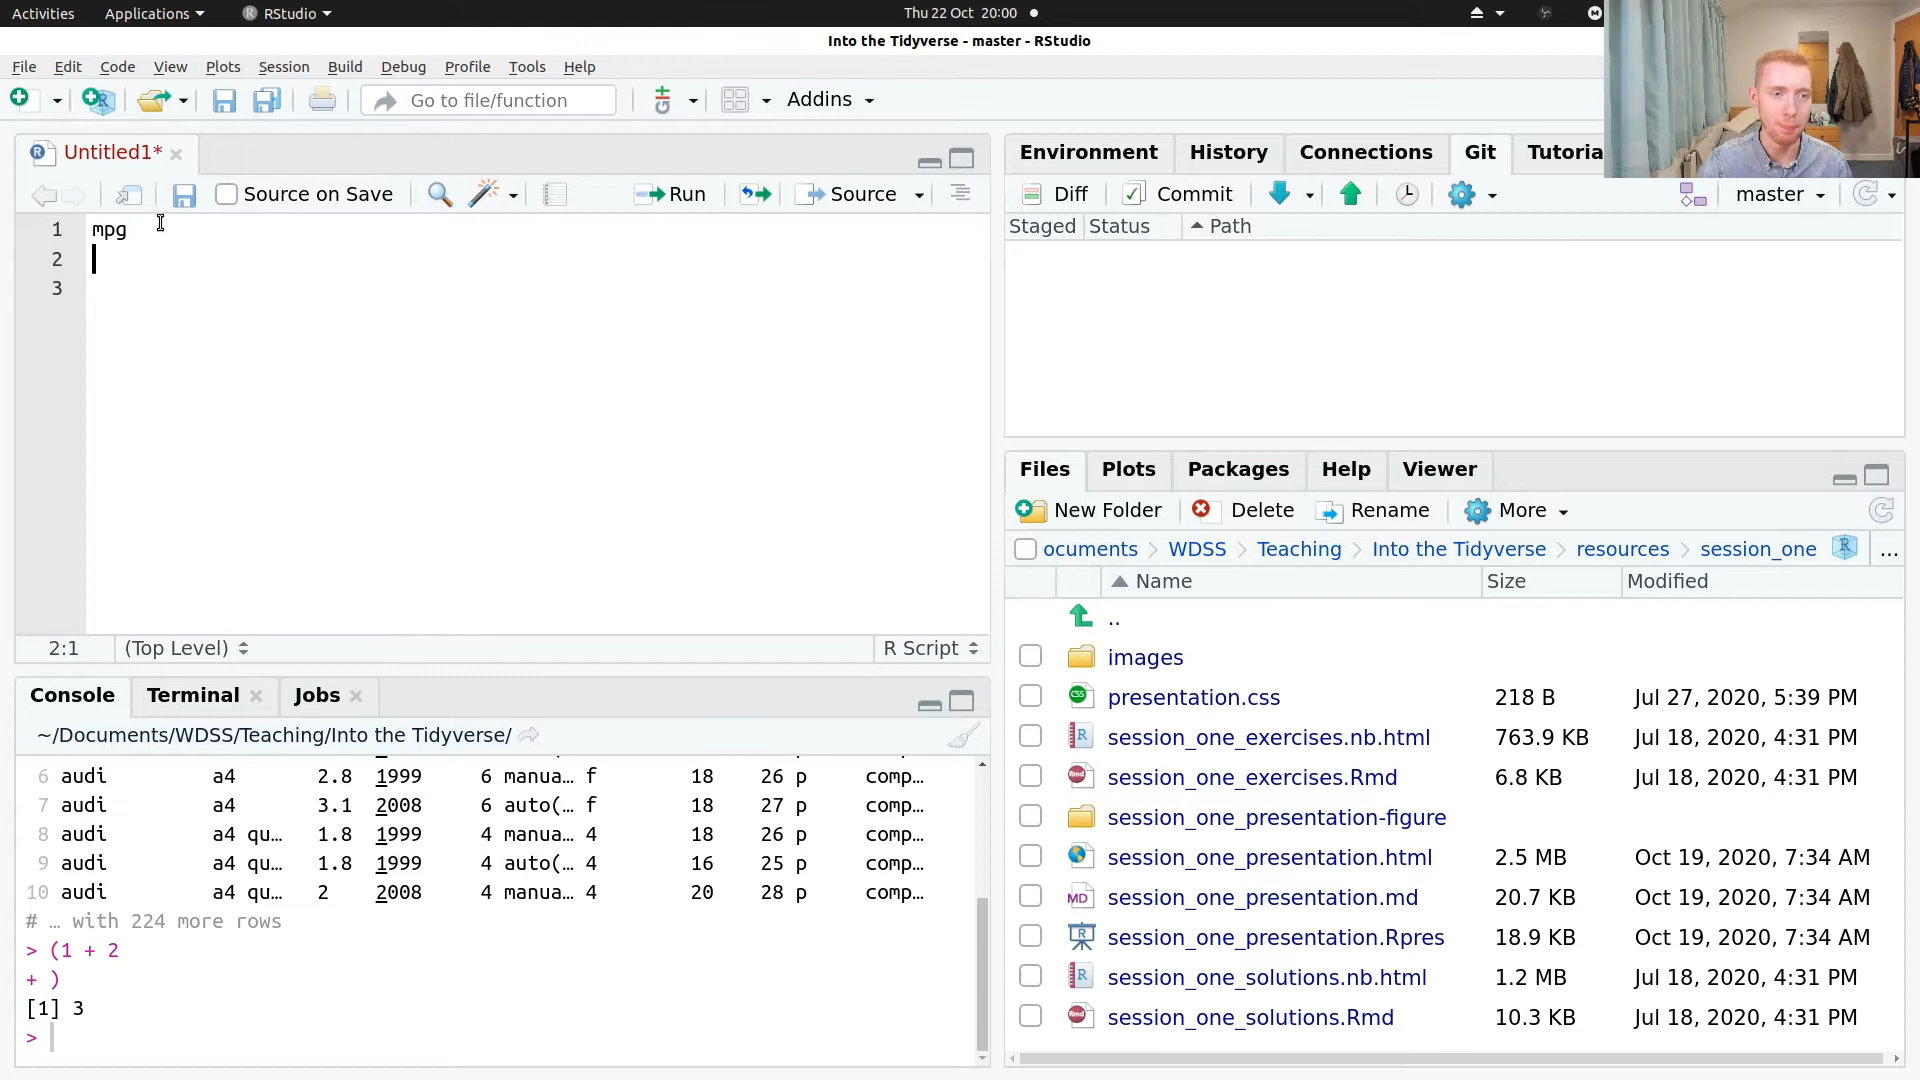 Activities Applications RStudio Thu 22 Oct 20:00
Into the Tidyverse - master - RStudio
File Edit Code View Plots Session Build Debug Profile Tools Help
Go to file/function Addins
Untitled1*
Source on Save Run Source
1 mpg
2
3
2:1 (Top Level) R Script
Environment History Connections Git Tutoria
Diff Commit master
Staged Status Path
Console Terminal Jobs
~/Documents/WDSS/Teaching/Into the Tidyverse/
6 audi a4 2.8 1999 6 manua… f 18 26 p comp…
7 audi a4 3.1 2008 6 auto(… f 18 27 p comp…
8 audi a4 qu… 1.8 1999 4 manua… 4 18 26 p comp…
9 audi a4 qu… 1.8 1999 4 auto(… 4 16 25 p comp…
10 audi a4 qu… 2 2008 4 manua… 4 20 28 p comp…
# … with 224 more rows
> (1 + 2
+ )
[1] 3
>
Files Plots Packages Help Viewer
New Folder Delete Rename More
ocuments WDSS Teaching Into the Tidyverse resources session_one ...
Name Size Modified
..
images
presentation.css 218 B Jul 27, 2020, 5:39 PM
session_one_exercises.nb.html 763.9 KB Jul 18, 2020, 4:31 PM
session_one_exercises.Rmd 6.8 KB Jul 18, 2020, 4:31 PM
session_one_presentation-figure
session_one_presentation.html 2.5 MB Oct 19, 2020, 7:34 AM
session_one_presentation.md 20.7 KB Oct 19, 2020, 7:34 AM
session_one_presentation.Rpres 18.9 KB Oct 19, 2020, 7:34 AM
session_one_solutions.nb.html 1.2 MB Jul 18, 2020, 4:31 PM
session_one_solutions.Rmd 10.3 KB Jul 18, 2020, 4:31 PM